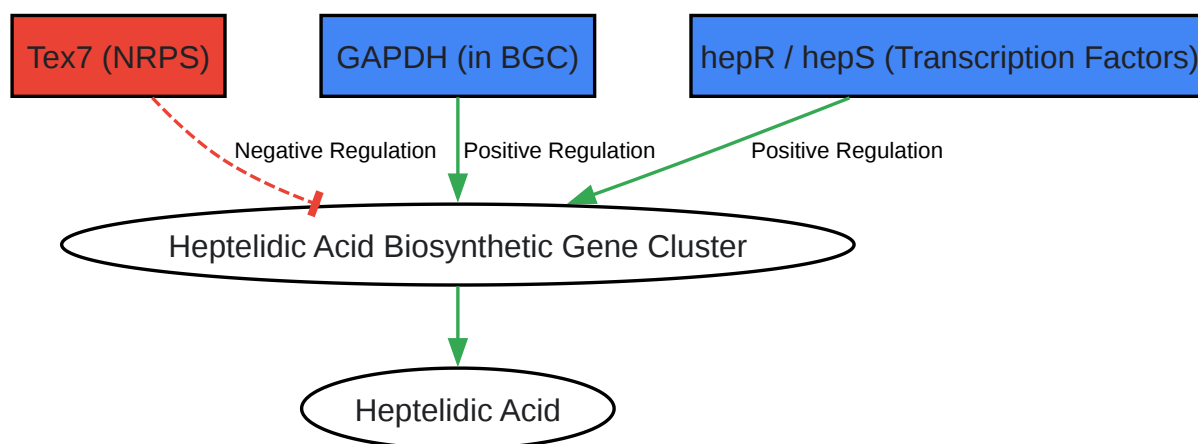 Tex7 (NRPS)
GAPDH (in BGC)
hepR / hepS (Transcription Factors)
Negative Regulation
Positive Regulation
Positive Regulation
Heptelidic Acid Biosynthetic Gene Cluster
Heptelidic Acid